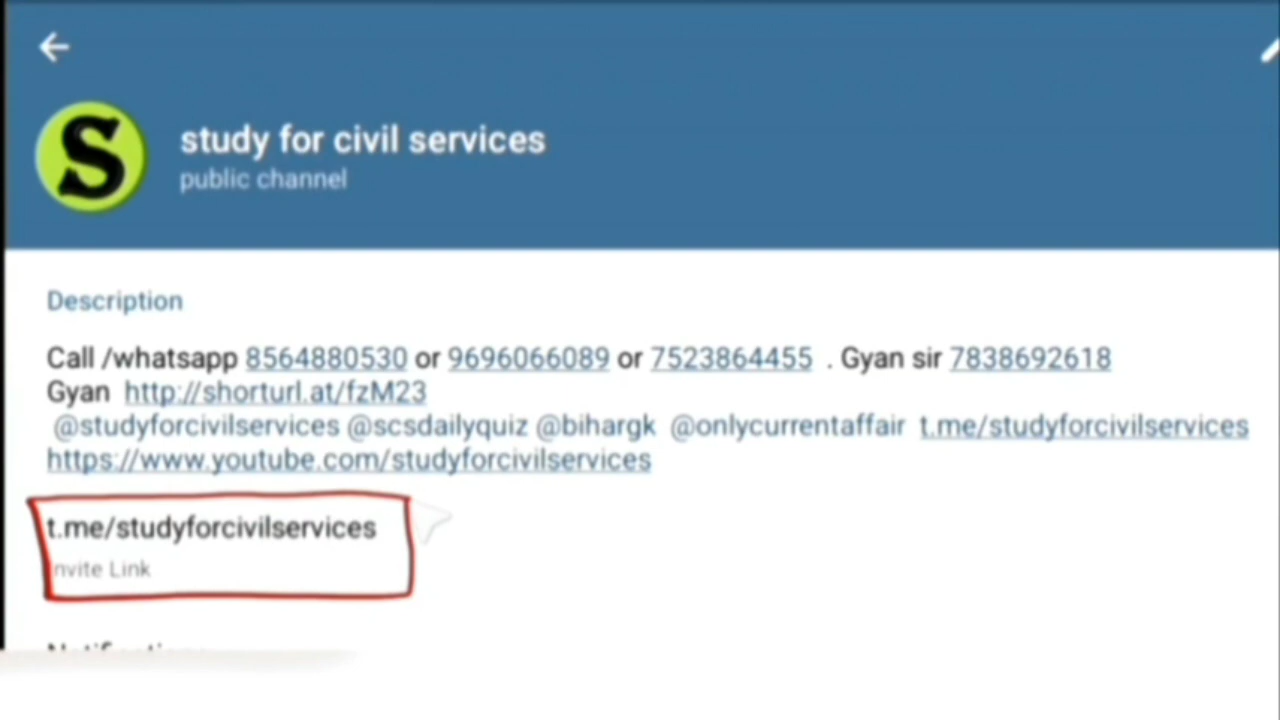 S
study for civil services
public channel
Description
Call /whatsapp 8564880530 or 9696066089 or 7523864455 . Gyan sir 7838692618
Gyan http://shorturl.at/fzM23
@studyforcivilservices @scsdailyquiz @bihargk @onlycurrentaffair t.me/studyforcivilservices
https://www.youtube.com/studyforcivilservices
t.me/studyforcivilservices
Invite Link